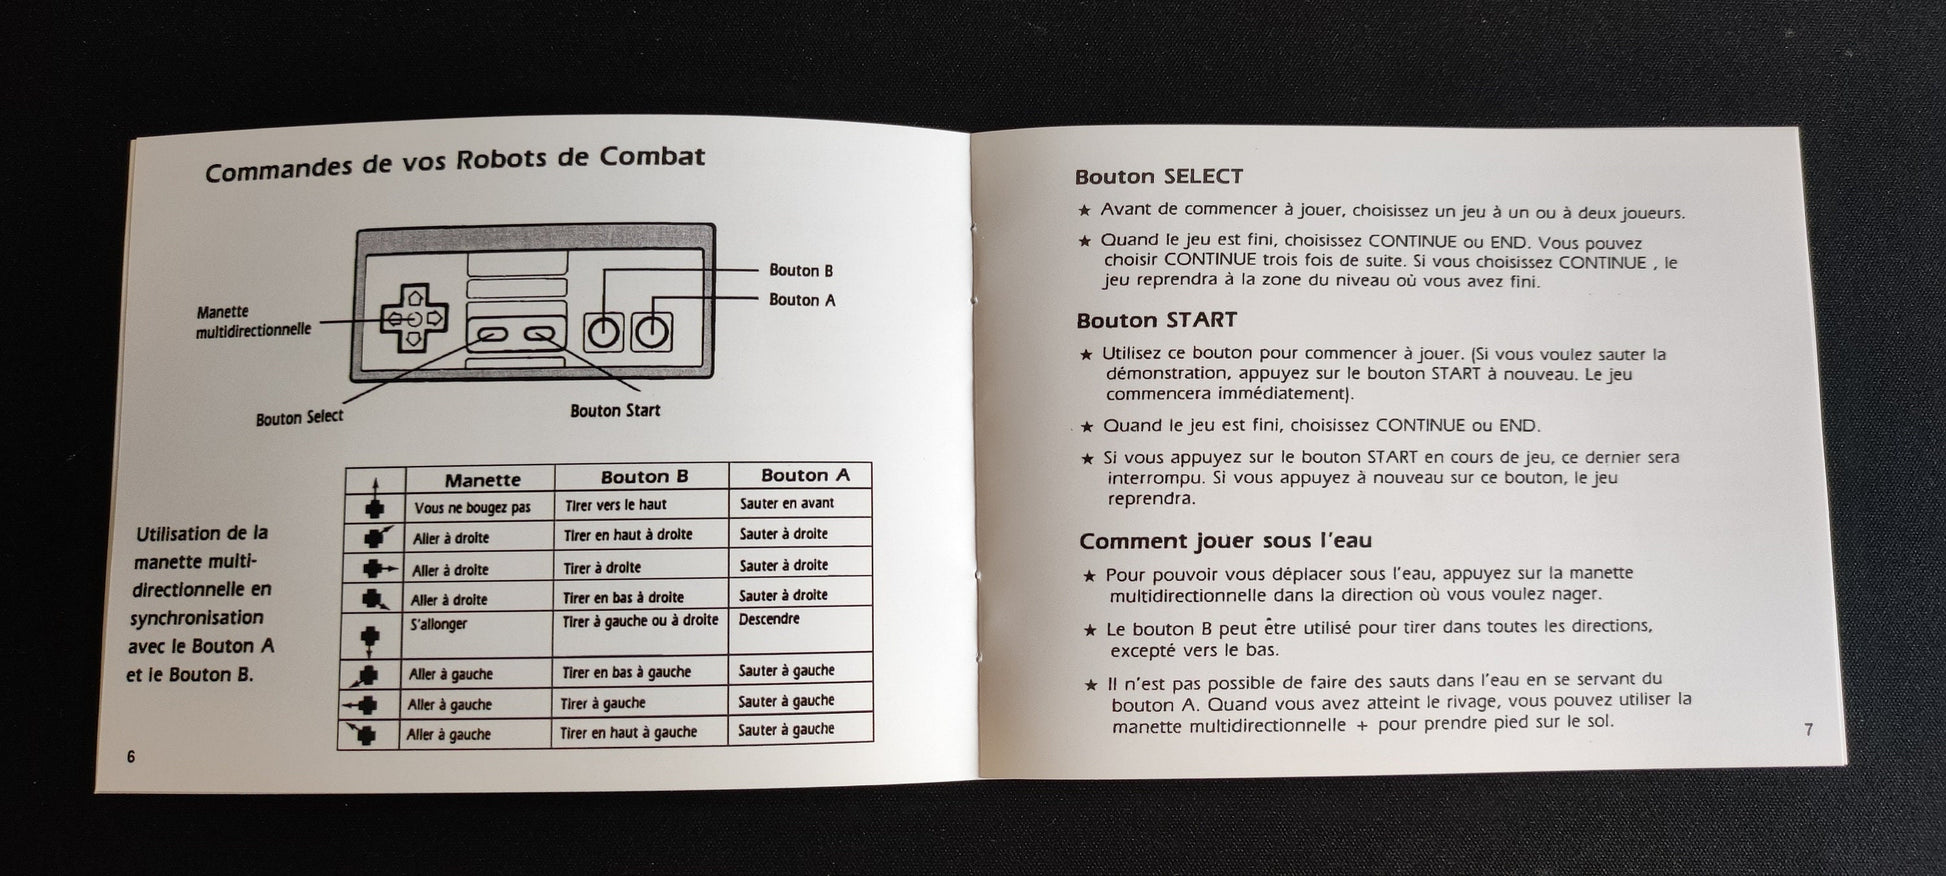 Commandes de vos Robots de Combat
Manette
multidirectionnelle
Bouton B
Bouton A
Bouton Select
Bouton Start
Utilisation de la
manette multi-
directionnelle en
synchronisation
avec le Bouton A
et le Bouton B.
Manette Bouton B Bouton A
Vous ne bougez pas Tirer vers le haut Sauter en avant
Aller à droite Tirer en haut à droite Sauter à droite
Aller à droite Tirer à droite Sauter à droite
Aller à droite Tirer en bas à droite Sauter à droite
S'allonger Tirer à gauche ou à droite Descendre
Aller à gauche Tirer en bas à gauche Sauter à gauche
Aller à gauche Tirer à gauche Sauter à gauche
Aller à gauche Tirer en haut à gauche Sauter à gauche
6
Bouton SELECT
★ Avant de commencer à jouer, choisissez un jeu à un ou à deux joueurs.
★ Quand le jeu est fini, choisissez CONTINUE ou END. Vous pouvez
choisir CONTINUE trois fois de suite. Si vous choisissez CONTINUE , le
jeu reprendra à la zone du niveau où vous avez fini.
Bouton START
★ Utilisez ce bouton pour commencer à jouer. (Si vous voulez sauter la
démonstration, appuyez sur le bouton START à nouveau. Le jeu
commencera immédiatement).
★ Quand le jeu est fini, choisissez CONTINUE ou END.
★ Si vous appuyez sur le bouton START en cours de jeu, ce dernier sera
interrompu. Si vous appuyez à nouveau sur ce bouton, le jeu
reprendra.
Comment jouer sous l'eau
★ Pour pouvoir vous déplacer sous l'eau, appuyez sur la manette
multidirectionnelle dans la direction où vous voulez nager.
★ Le bouton B peut être utilisé pour tirer dans toutes les directions,
excepté vers le bas.
★ Il n'est pas possible de faire des sauts dans l'eau en se servant du
bouton A. Quand vous avez atteint le rivage, vous pouvez utiliser la
manette multidirectionnelle + pour prendre pied sur le sol.
7